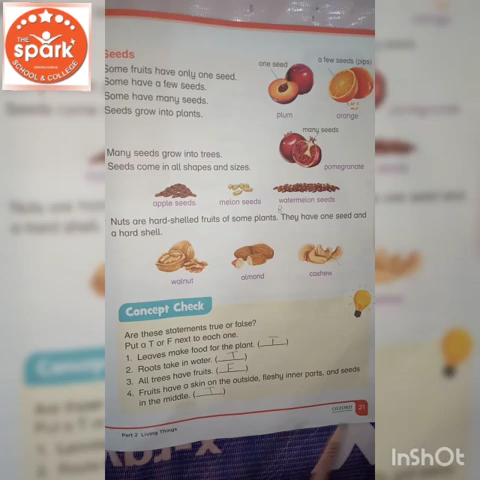 THE
spark
SCHOOL & COLLEGE
Seeds
Some fruits have only one seed.
Some have a few seeds.
Some have many seeds.
Seeds grow into plants.
one seed
a few seeds (pips)
plum
orange
many seeds
Many seeds grow into trees.
Seeds come in all shapes and sizes.
pomegranate
apple seeds
melon seeds
watermelon seeds
Nuts are hard-shelled fruits of some plants. They have one seed and
a hard shell.
walnut
almond
cashew
Concept Check
Are these statements true or false?
Put a T or F next to each one.
1. Leaves make food for the plant. (T)
2. Roots take in water. (T)
3. All trees have fruits. (F)
4. Fruits have a skin on the outside, fleshy inner parts, and seeds
in the middle. (T)
Part 2 Living Things
OXFORD
21
InShOt